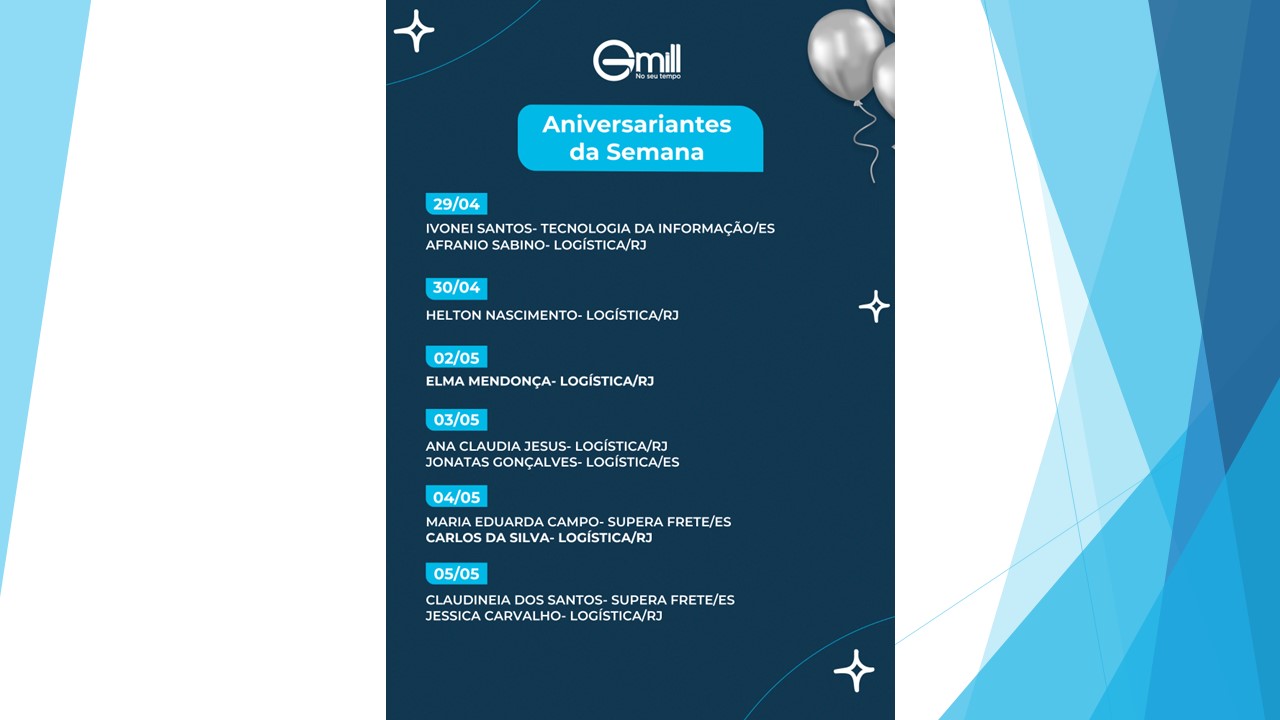 Gmill
No seu tempo
Aniversariantes
da Semana
29/04
IVONEI SANTOS- TECNOLOGIA DA INFORMAÇÃO/ES
AFRANIO SABINO- LOGÍSTICA/RJ
30/04
HELTON NASCIMENTO- LOGÍSTICA/RJ
02/05
ELMA MENDONÇA- LOGÍSTICA/RJ
03/05
ANA CLAUDIA JESUS- LOGÍSTICA/RJ
JONATAS GONÇALVES- LOGÍSTICA/ES
04/05
MARIA EDUARDA CAMPO- SUPERA FRETE/ES
CARLOS DA SILVA- LOGÍSTICA/RJ
05/05
CLAUDINEIA DOS SANTOS- SUPERA FRETE/ES
JESSICA CARVALHO- LOGÍSTICA/RJ